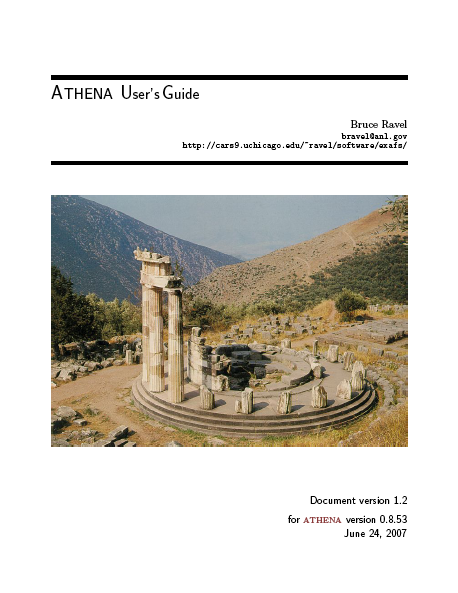 ATHENA User's Guide
Bruce Ravel
bravel@anl.gov
http://cars9.uchicago.edu/~ravel/software/exafs/
Document version 1.2
for ATHENA version 0.8.53
June 24, 2007